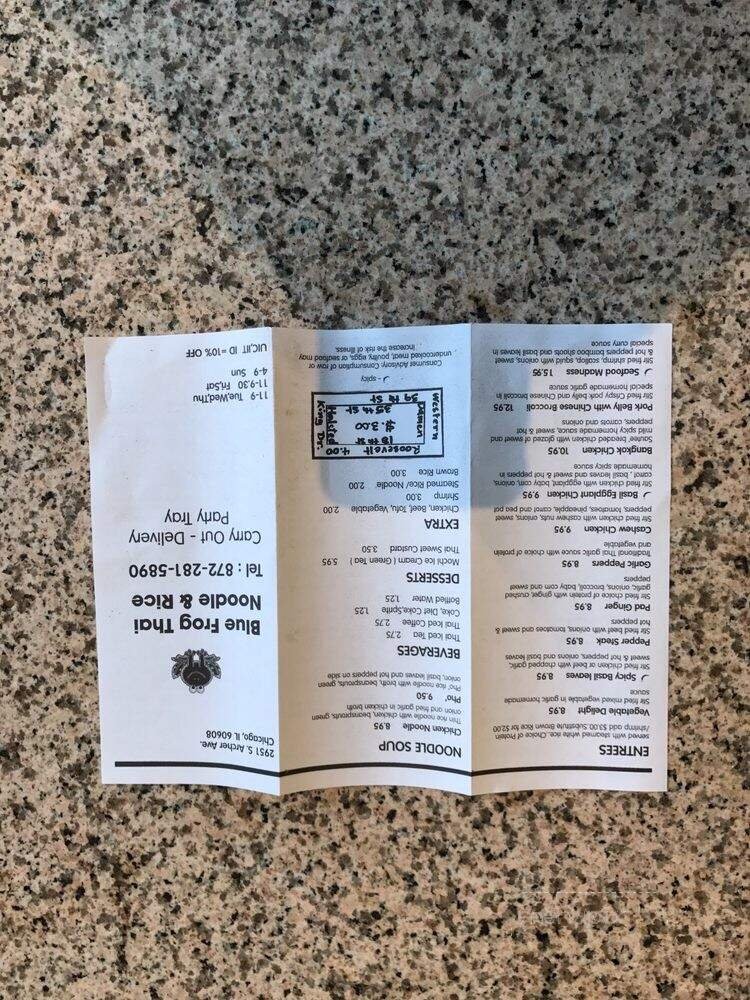 ENTREES
served with steamed white rice. Choice of Protein
/shrimp add $3.00. Substitute Brown Rice for $2.00
Vegetable Delight 8.95
Stir fried mixed vegetable in garlic homemade
sauce
Basil Spicy leaves 8.95
Stir fried chicken or beef with chopped garlic
sweet & hot peppers, onions and basil leaves
Pepper Steak 8.95
Stir fried beef with onions, tomatoes and sweet &
hot peppers
Pad Ginger 8.95
Stir fried choice of protein with ginger, crushed
garlic, onions, broccoli, baby corn and sweet
peppers
Garlic Peppers 8.95
Traditional Thai garlic sauce with choice of protein
and vegetable
Cashew Chicken 9.95
Stir fried chicken with cashew nuts, onions, sweet
peppers, tomatoes, pineapple, carrot and pea pod
Basil Eggplant Chicken 9.95
Stir fried chicken with eggplant, baby corn, onions,
carrot, basil leaves and sweet & hot peppers in
homemade spicy sauce
Bangkok Chicken 10.95
Sautee breaded chicken with glazed of sweet and
mild spicy homemade sauce, sweet & hot
peppers, carrots and onions
Pork Belly with Chinese Broccoli 12.95
Stir fried Crispy pork belly and Chinese broccoli in
special homemade garlic sauce
Seafood Madness 15.95
Stir fried shrimp, scallop, squid with onions, sweet
& hot peppers bamboo shoots and basil leaves in
special curry sauce
NOODLE SOUP
Chicken Noodle 8.95
Thin rice noodle with chicken, beansprouts, green
onion and fried garlic in chicken broth
Pho' 9.50
Pho' rice noodle with broth, beansprouts, green
onion, basil leaves and hot peppers on side
BEVERAGES
Thai Iced Tea 2.75
Thai Iced Coffee 2.75
Coke, Diet Coke, Sprite 1.25
Bottled Water 1.25
DESSERTS
Mochi Ice Cream ( Green Tea ) 5.95
Thai Sweet Custard 3.50
EXTRA
Chicken, Beef, Tofu, Vegetable 2.00
Shrimp 3.00
Steamed Rice/ Noodle 2.00
Brown Rice 3.00
Roosevelt 4.00
18th st
$ 3.00
35th st
39th st
Western
Damen
Halsted
King Dr.
- spicy
Consumer Advisory: Consumption of raw or
undercooked meat, poultry, eggs, or seafood may
increase the risk of illness.
2951 S. Archer Ave.
Chicago, IL 60608
Blue Frog Thai
Noodle & Rice
Tel : 872-281-5890
Carry Out - Delivery
Party Tray
11-9 Tue,Wed,Thu
11-9.30 Fri,Sat
4-9 Sun
UIC,IIT ID =10% OFF